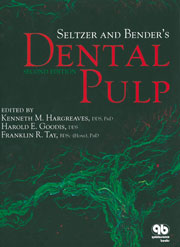 SELTZER AND BENDER'S
DENTAL
SECOND EDITION
PULP
EDITED BY
KENNETH M. HARGREAVES, DDS, PhD
HAROLD E. GOODIS, DDS
FRANKLIN R. TAY, BDSc (Hons), PhD
quintessence
books